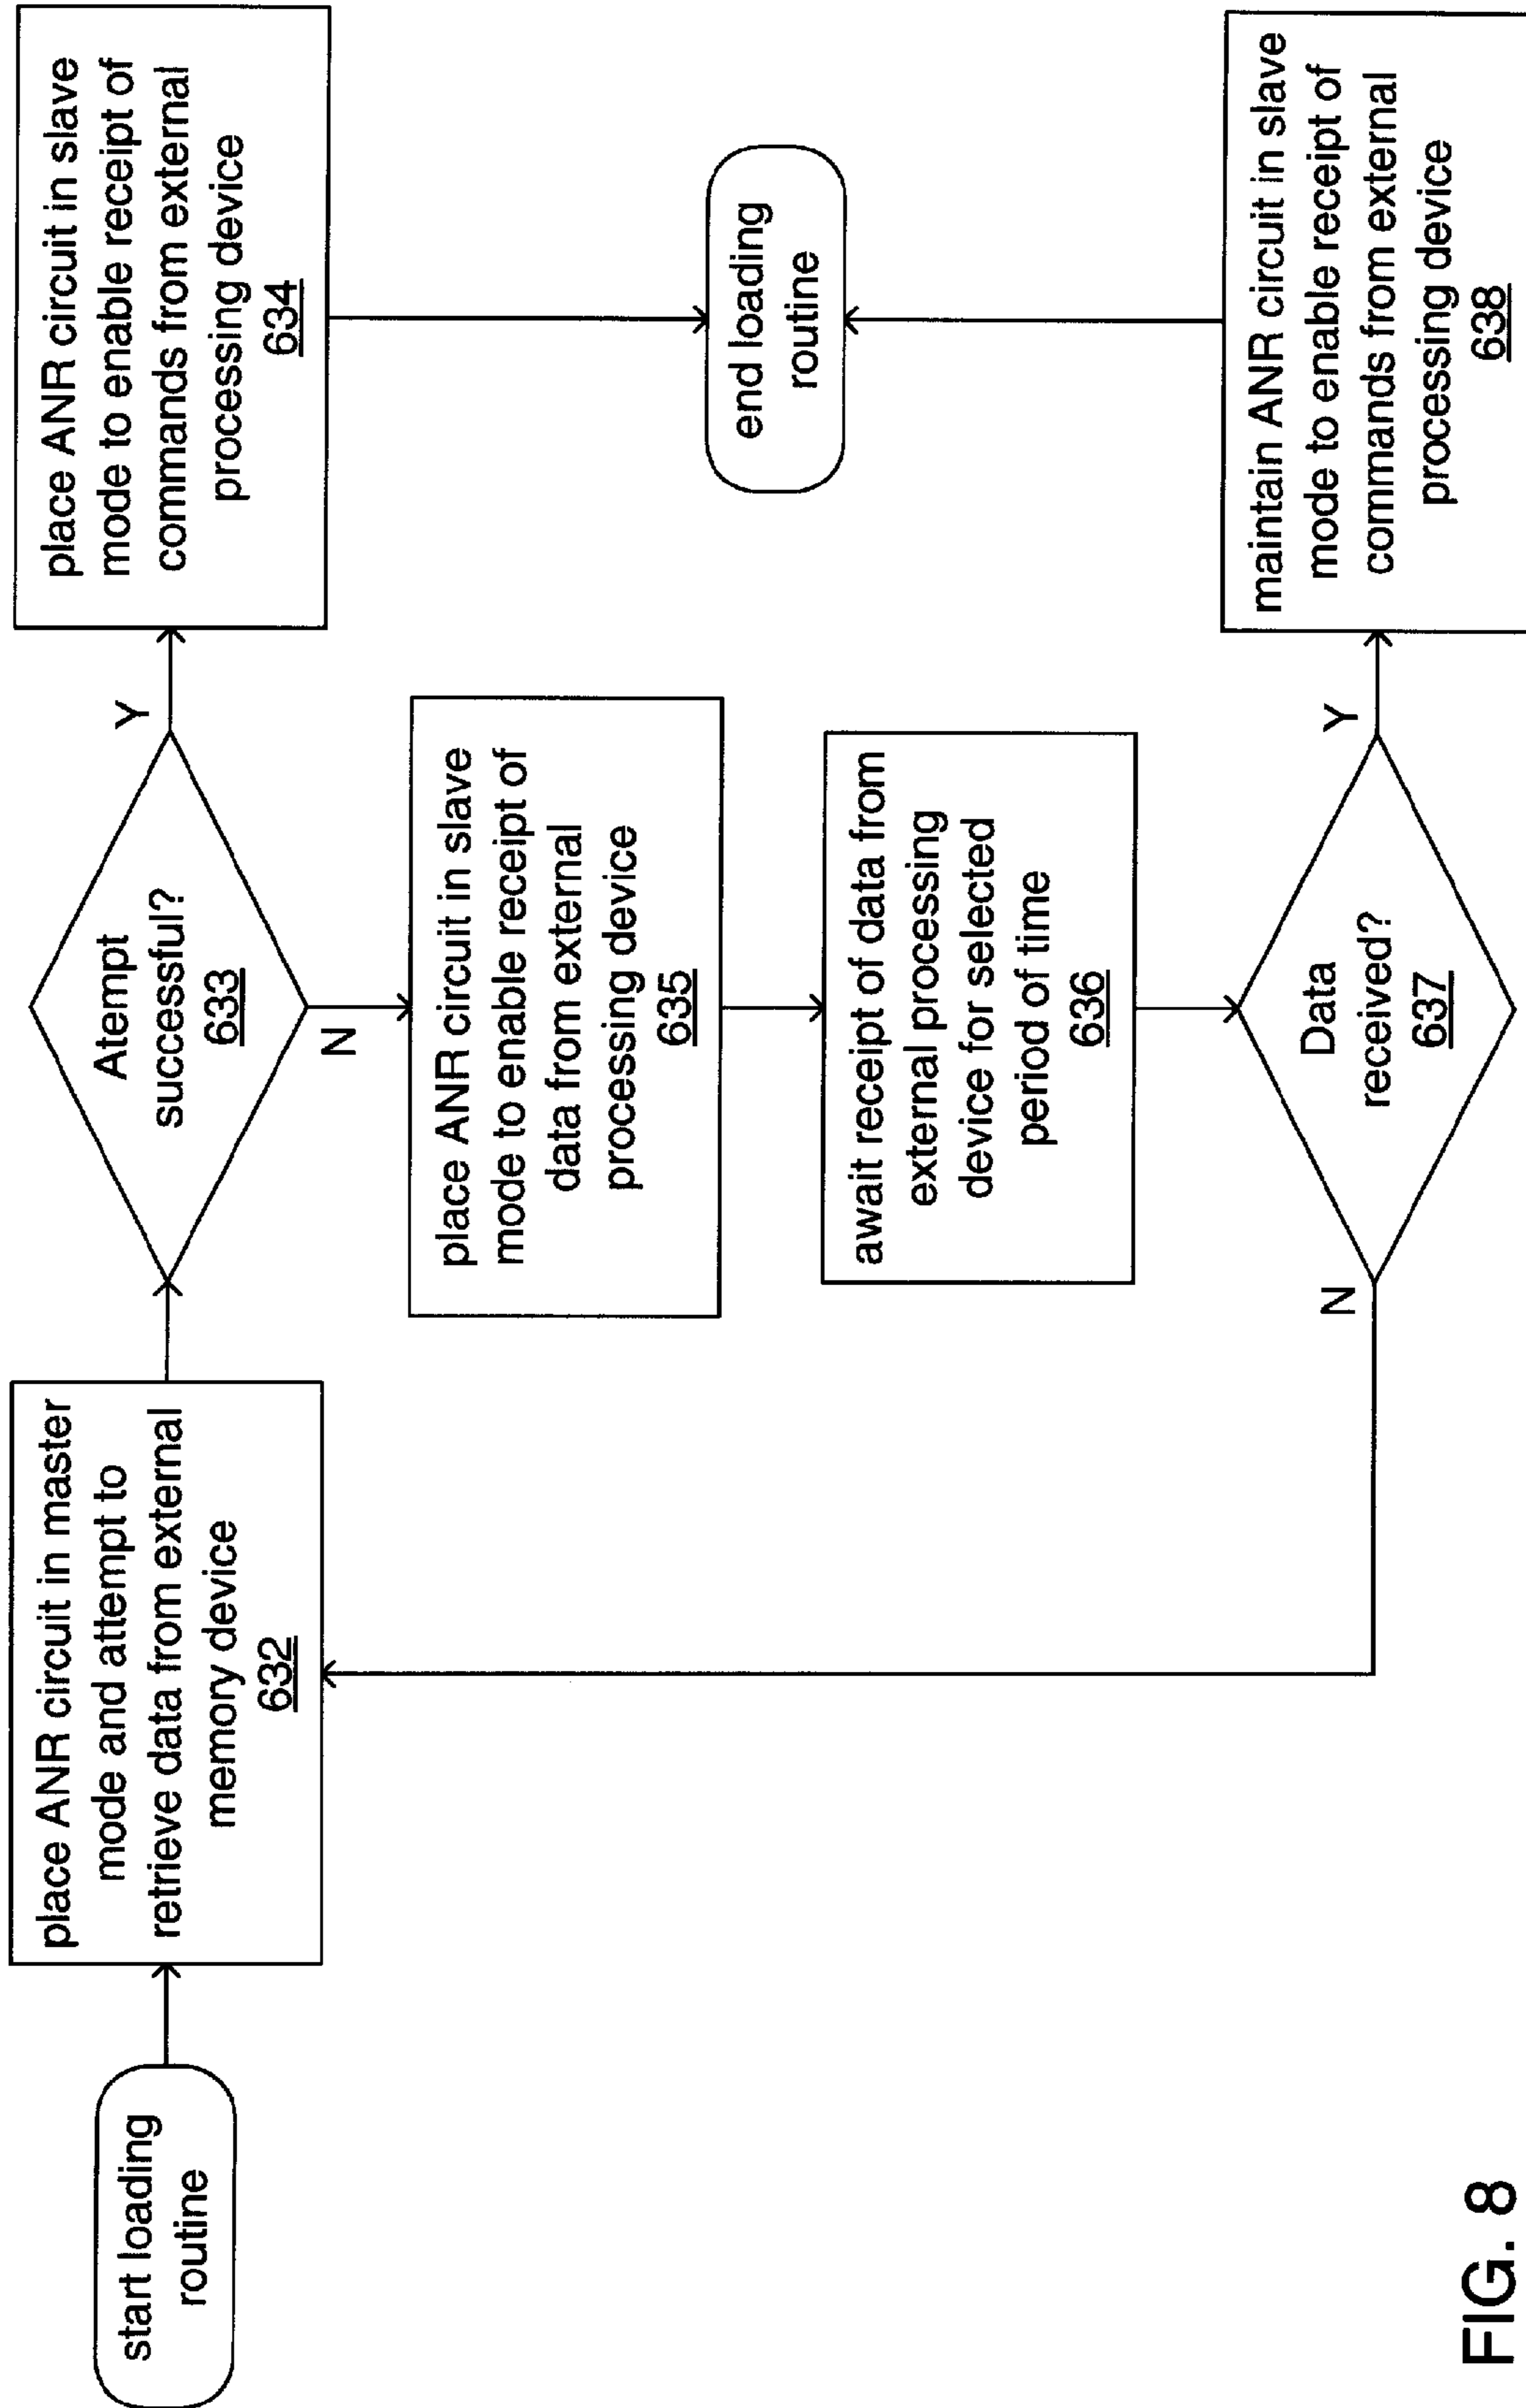 start loading
routine
place ANR circuit in master
mode and attempt to
retrieve data from external
memory device
632
Atempt
successful?
633
Y
N
place ANR circuit in slave
mode to enable receipt of
commands from external
processing device
634
place ANR circuit in slave
mode to enable receipt of
data from external
processing device
635
await receipt of data from
external processing
device for selected
period of time
636
Data
received?
637
N
Y
maintain ANR circuit in slave
mode to enable receipt of
commands from external
processing device
638
end loading
routine
FIG. 8